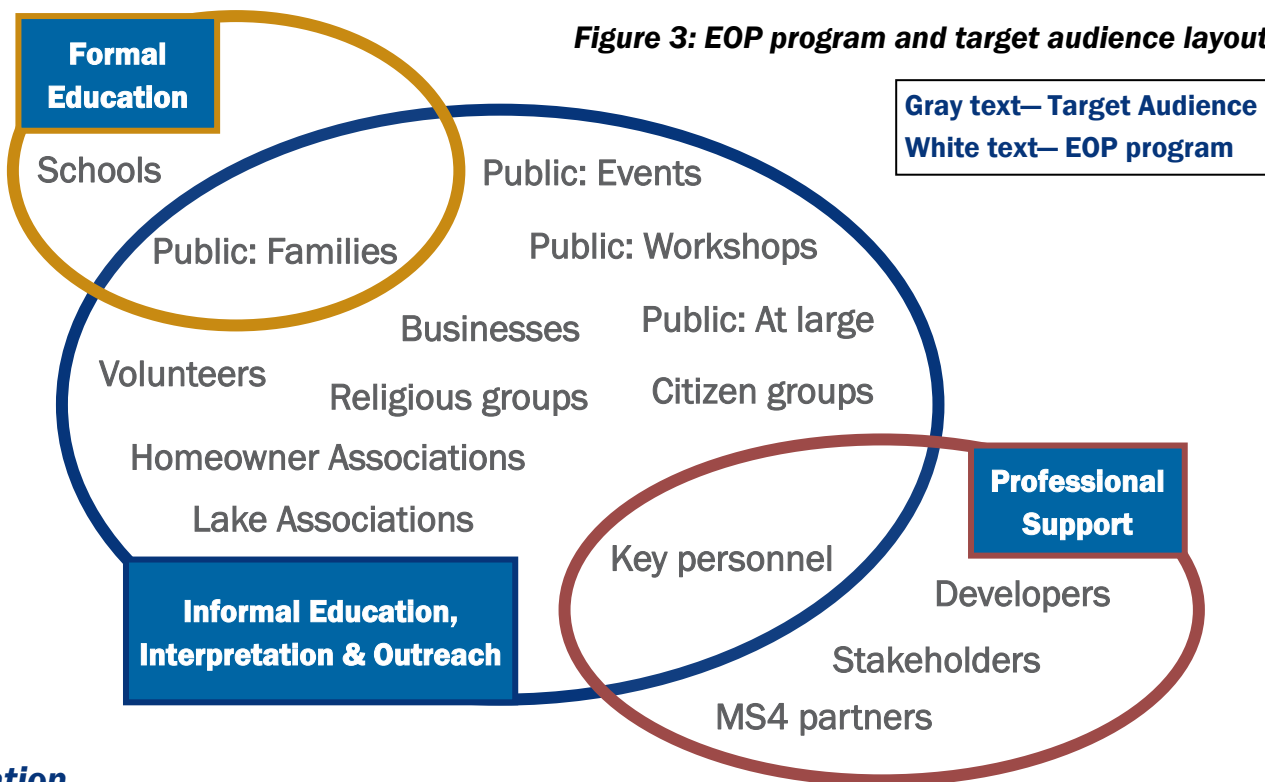 Figure 3: EOP program and target audience layout
Formal
Education
Gray text— Target Audience
White text— EOP program
Schools
Public: Events
Public: Families
Public: Workshops
Businesses
Public: At large
Volunteers
Religious groups
Citizen groups
Homeowner Associations
Lake Associations
Professional
Support
Key personnel
Developers
Informal Education,
Interpretation & Outreach
Stakeholders
MS4 partners